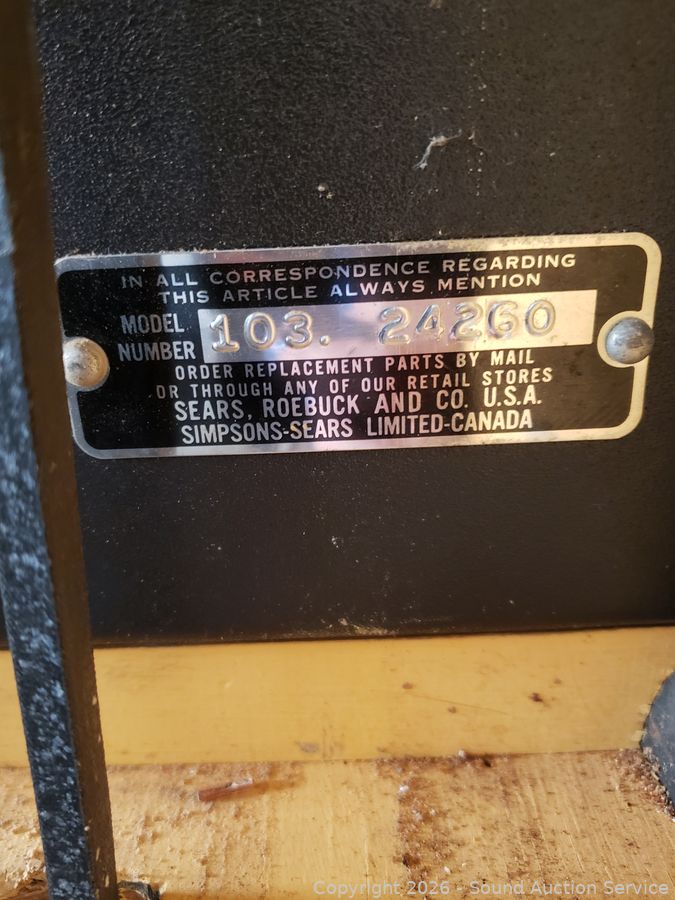 IN ALL CORRESPONDENCE REGARDING
THIS ARTICLE ALWAYS MENTION
MODEL NUMBER 103. 24260
ORDER REPLACEMENT PARTS BY MAIL
OR THROUGH ANY OF OUR RETAIL STORES
SEARS, ROEBUCK AND CO. U.S.A.
SIMPSONS-SEARS LIMITED-CANADA
Copyright 2026 - Sound Auction Service